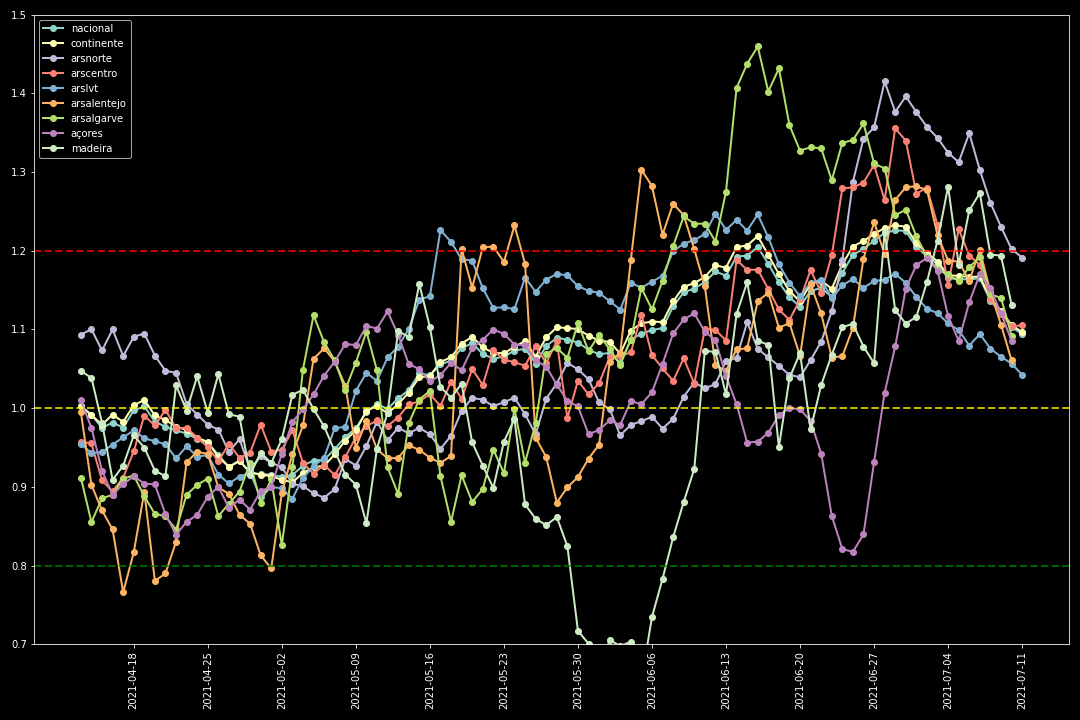 1.5
1.4
1.3
1.2
1.1
1.0
0.9
0.8
0.7
nacional
continente
arsnorte
arscentro
arslvt
arsalentejo
arsalgarve
açores
madeira
2021-04-18
2021-04-25
2021-05-02
2021-05-09
2021-05-16
2021-05-23
2021-05-30
2021-06-06
2021-06-13
2021-06-20
2021-06-27
2021-07-04
2021-07-11